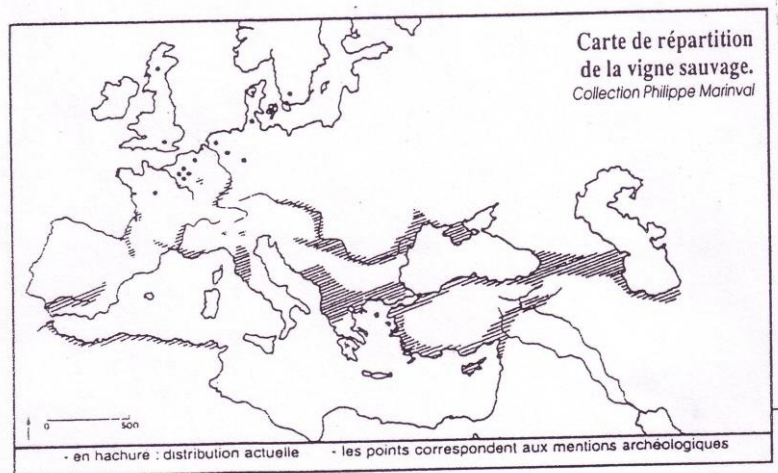 Carte de répartition
de la vigne sauvage.
Collection Philippe Marinval
0 500
- en hachuré : distribution actuelle - les points correspondent aux mentions archéologiques